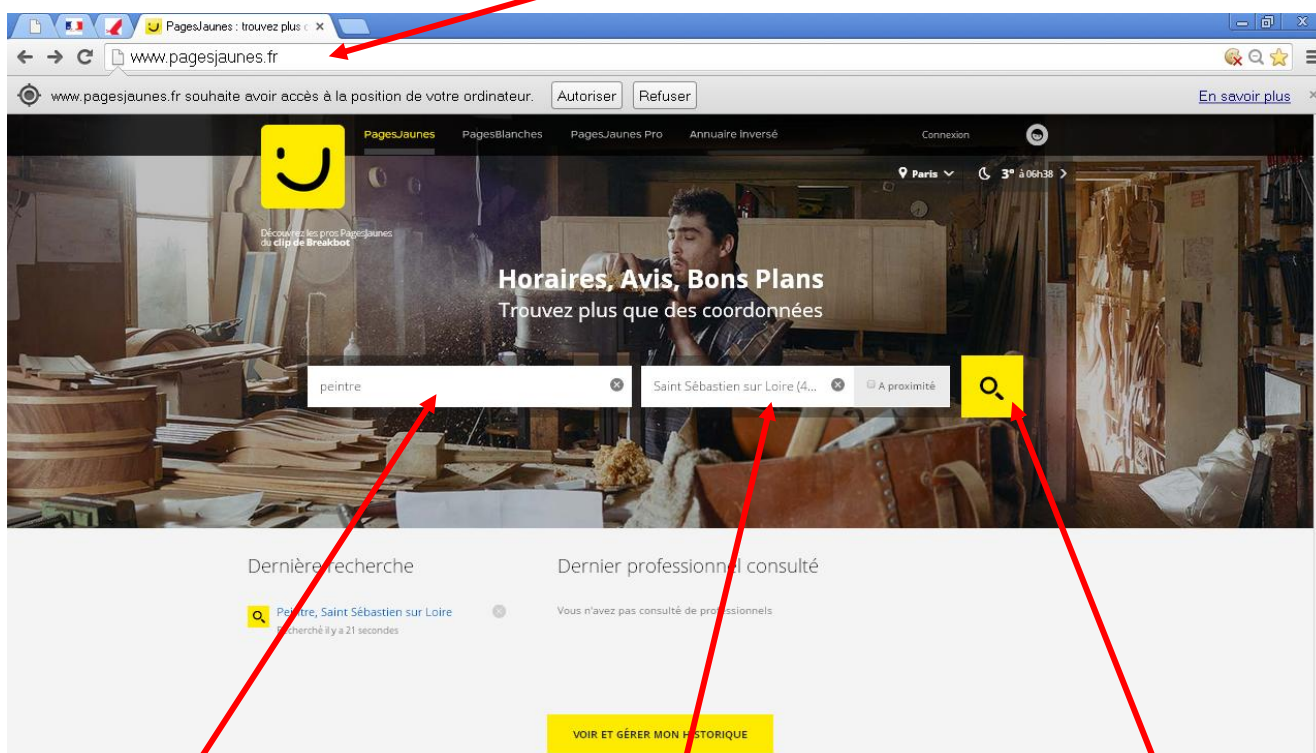 PagesJaunes : trouvez plus c
www.pagesjaunes.fr
www.pagesjaunes.fr souhaite avoir accès à la position de votre ordinateur. Autoriser Refuser En savoir plus
PagesJaunes PagesBlanches PagesJaunes Pro Annuaire Inversé Connexion
Paris 3° à 06h38
Découvrez les pros PagesJaunes
du clip de Breakbot
Horaires, Avis, Bons Plans
Trouvez plus que des coordonnées
peintre Saint Sébastien sur Loire (4... A proximité
Dernière recherche Dernier professionnel consulté
Peintre, Saint Sébastien sur Loire Vous n'avez pas consulté de professionnels
Recherché il y a 21 secondes
VOIR ET GÉRER MON HISTORIQUE